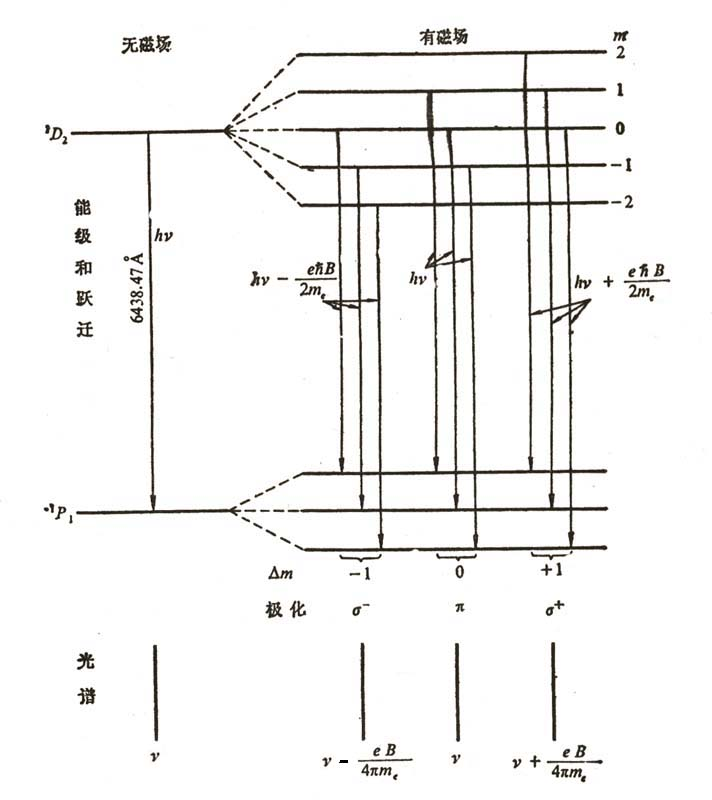 无磁场 有磁场 m
2
1
¹D₂ 0
−1
−2
能级和跃迁
hν
6438.47Å
hν − eħB/2mₑ
hν
hν + eħB/2mₑ
¹P₁
Δm −1 0 +1
极化 σ⁻ π σ⁺
光谱
ν ν − eB/4πmₑ ν ν + eB/4πmₑ